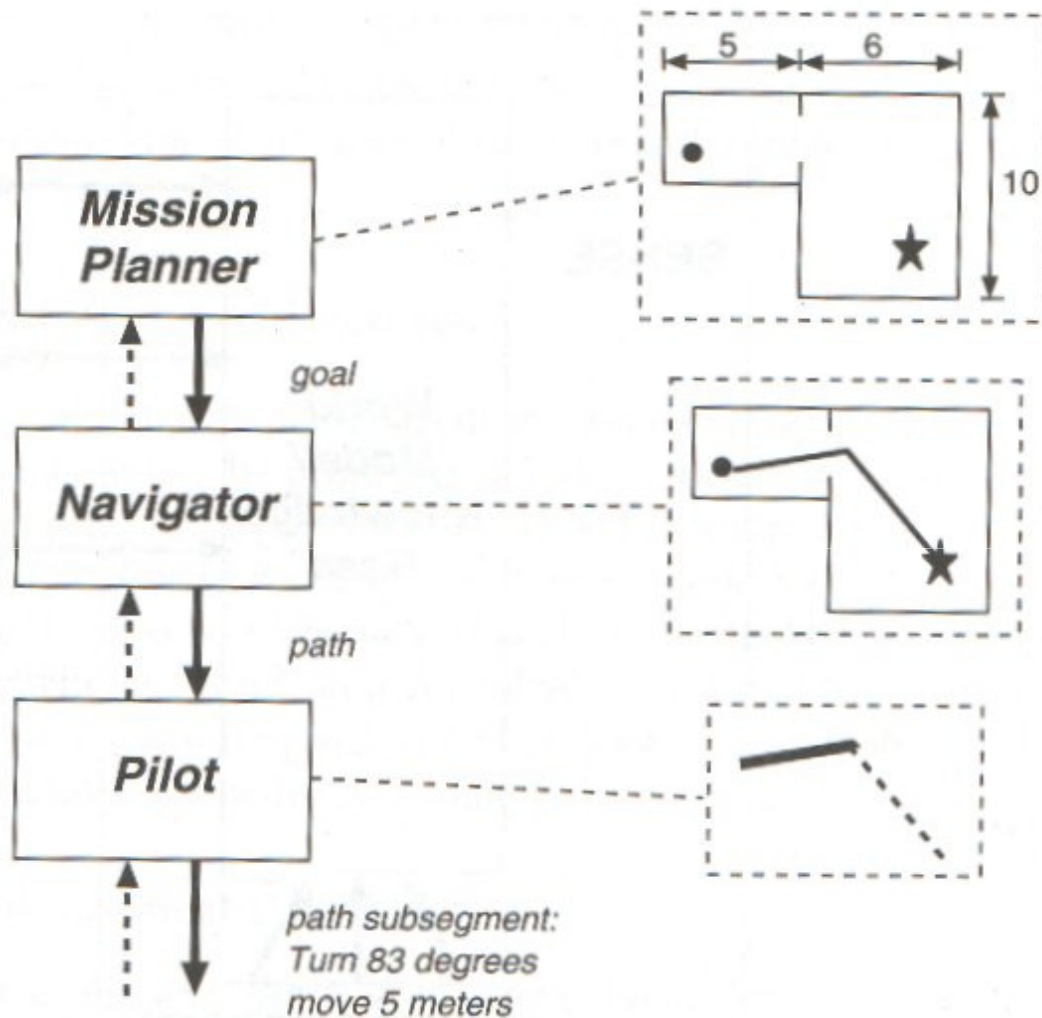 5
6
10
Mission
Planner
goal
Navigator
path
Pilot
path subsegment:
Turn 83 degrees
move 5 meters